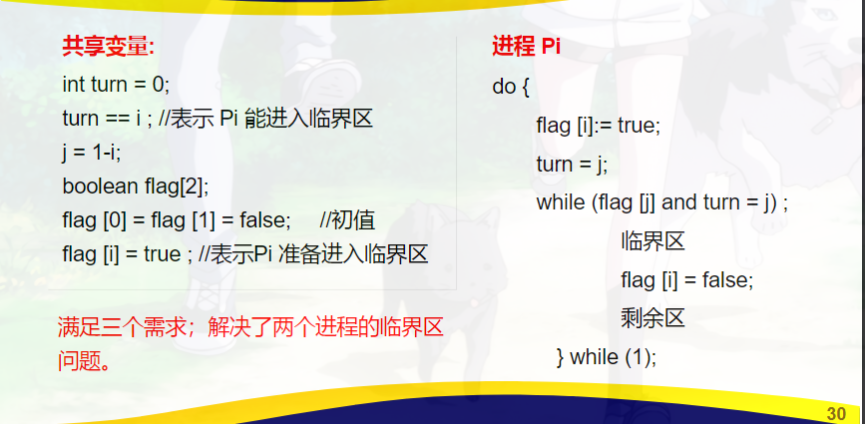 共享变量:
int turn = 0;
turn == i ; //表示 Pi 能进入临界区
j = 1-i;
boolean flag[2];
flag [0] = flag [1] = false; //初值
flag [i] = true ; //表示Pi 准备进入临界区
满足三个需求；解决了两个进程的临界区
问题。
进程 Pi
do {
flag [i]:= true;
turn = j;
while (flag [j] and turn = j) ;
临界区
flag [i] = false;
剩余区
} while (1);
30